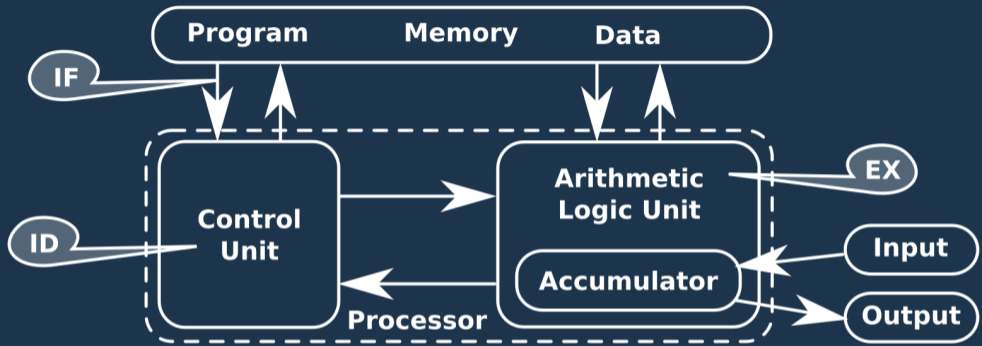 Program Memory Data
IF
Arithmetic
Logic Unit
EX
Control
Unit
ID
Accumulator
Input
Output
Processor